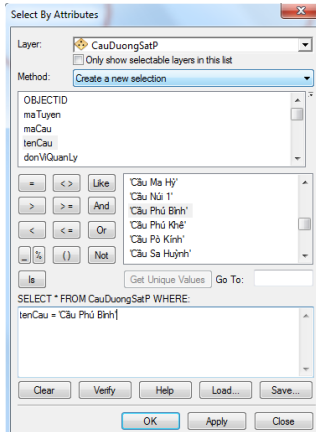 Select By Attributes
Layer: CauDuongSatP
Only show selectable layers in this list
Method: Create a new selection
OBJECTID
maTuyen
maCau
tenCau
donViQuanLy
= <> Like
> >= And
< <= Or
_ % () Not
Is
'Cầu Ma Hý'
'Cầu Núi 1'
'Cầu Phú Bình'
'Cầu Phú Khê'
'Cầu Pò Kính'
'Cầu Sa Huỳnh'
Get Unique Values Go To:
SELECT * FROM CauDuongSatP WHERE:
tenCau = 'Cầu Phú Bình'
Clear Verify Help Load... Save...
OK Apply Close